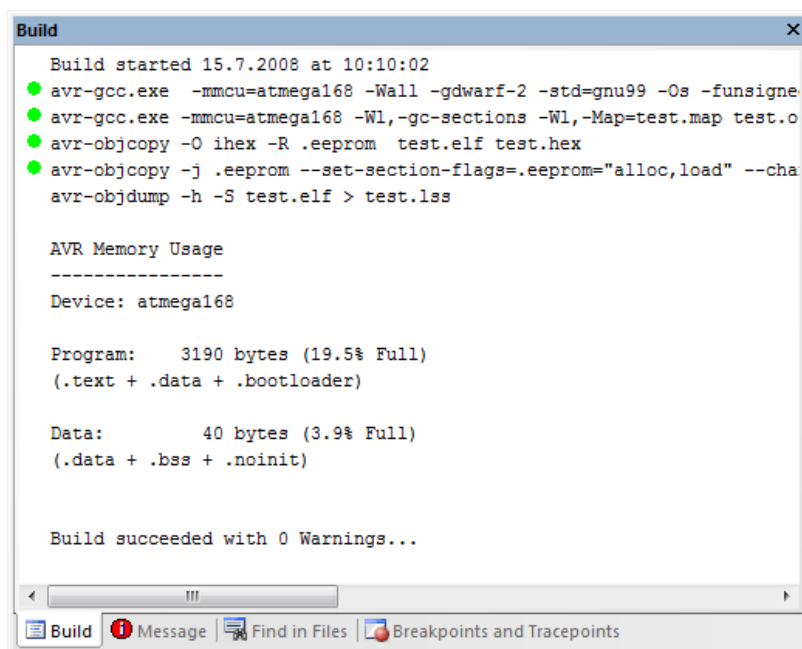 Build
Build started 15.7.2008 at 10:10:02
avr-gcc.exe  -mmcu=atmega168 -Wall -gdwarf-2 -std=gnu99 -Os -funsigne
avr-gcc.exe -mmcu=atmega168 -Wl,-gc-sections -Wl,-Map=test.map test.o
avr-objcopy -O ihex -R .eeprom  test.elf test.hex
avr-objcopy -j .eeprom --set-section-flags=.eeprom="alloc,load" --cha
avr-objdump -h -S test.elf > test.lss
AVR Memory Usage
----------------
Device: atmega168
Program:    3190 bytes (19.5% Full)
(.text + .data + .bootloader)
Data:         40 bytes (3.9% Full)
(.data + .bss + .noinit)
Build succeeded with 0 Warnings...
Build Message Find in Files Breakpoints and Tracepoints